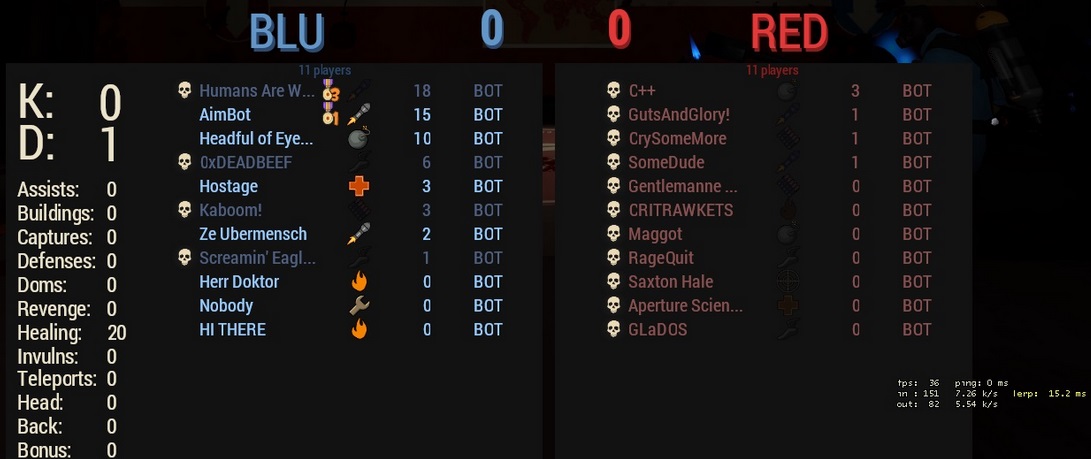 BLU 0 0 RED
11 players 11 players
K: 0
D: 1
Assists: 0
Buildings: 0
Captures: 0
Defenses: 0
Doms: 0
Revenge: 0
Healing: 20
Invulns: 0
Teleports: 0
Head: 0
Back: 0
Bonus: 0
Humans Are W... 3 18 BOT
AimBot 1 15 BOT
Headful of Eye... 10 BOT
0xDEADBEEF 6 BOT
Hostage 3 BOT
Kaboom! 3 BOT
Ze Ubermensch 2 BOT
Screamin' Eagl... 1 BOT
Herr Doktor 0 BOT
Nobody 0 BOT
HI THERE 0 BOT
C++ 3 BOT
GutsAndGlory! 1 BOT
CrySomeMore 1 BOT
SomeDude 1 BOT
Gentlemanne ... 0 BOT
CRITRAWKETS 0 BOT
Maggot 0 BOT
RageQuit 0 BOT
Saxton Hale 0 BOT
Aperture Scien... 0 BOT
GLaDOS 0 BOT
fps: 36 ping: 0 ms
in : 151 7.26 k/s lerp: 15.2 ms
out: 82 5.54 k/s